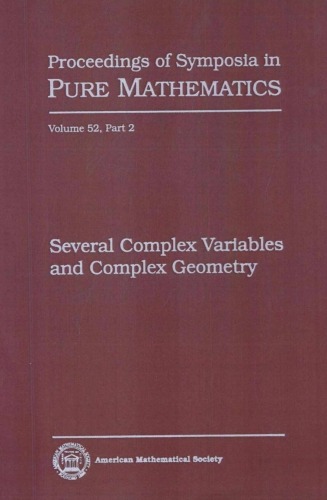 Proceedings of Symposia in
PURE MATHEMATICS
Volume 52, Part 2
Several Complex Variables
and Complex Geometry
American Mathematical Society